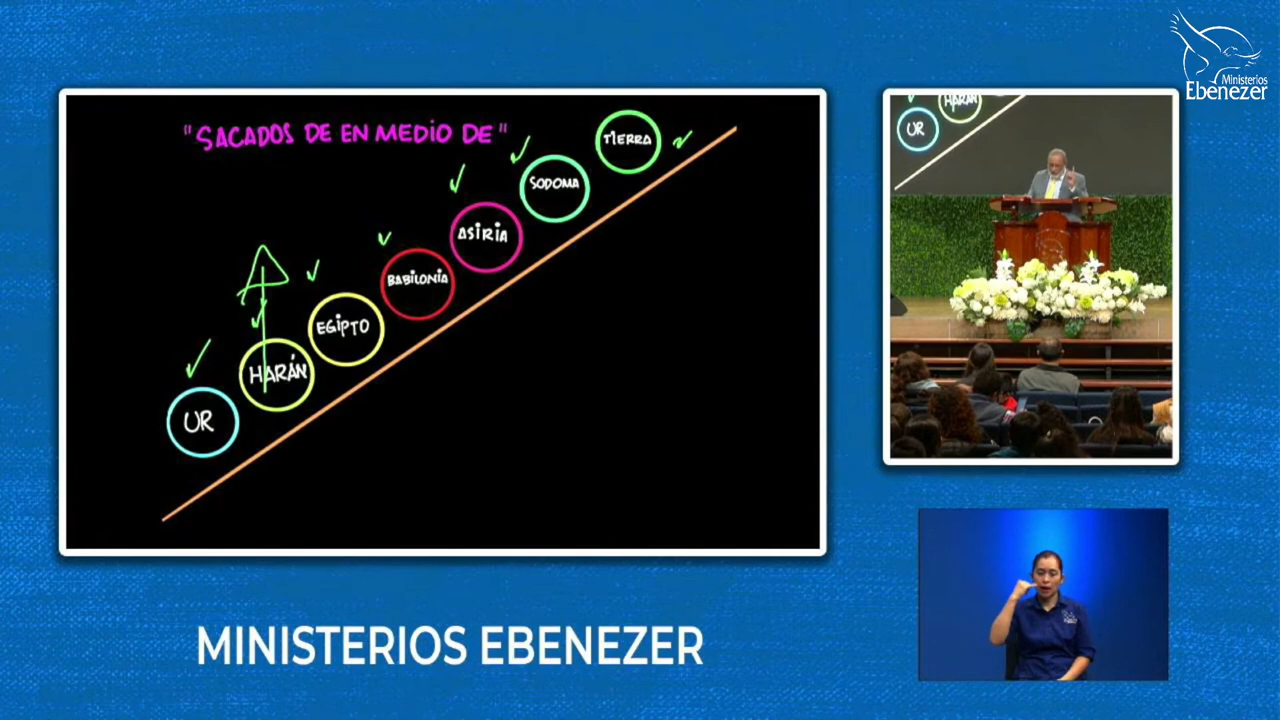 "SACADOS DE EN MEDIO DE"
TIERRA
SODOMA
ASIRIA
BABILONIA
EGIPTO
HARÁN
UR
HARÁN
UR
Ministerios
Ebenezer
MINISTERIOS EBENEZER